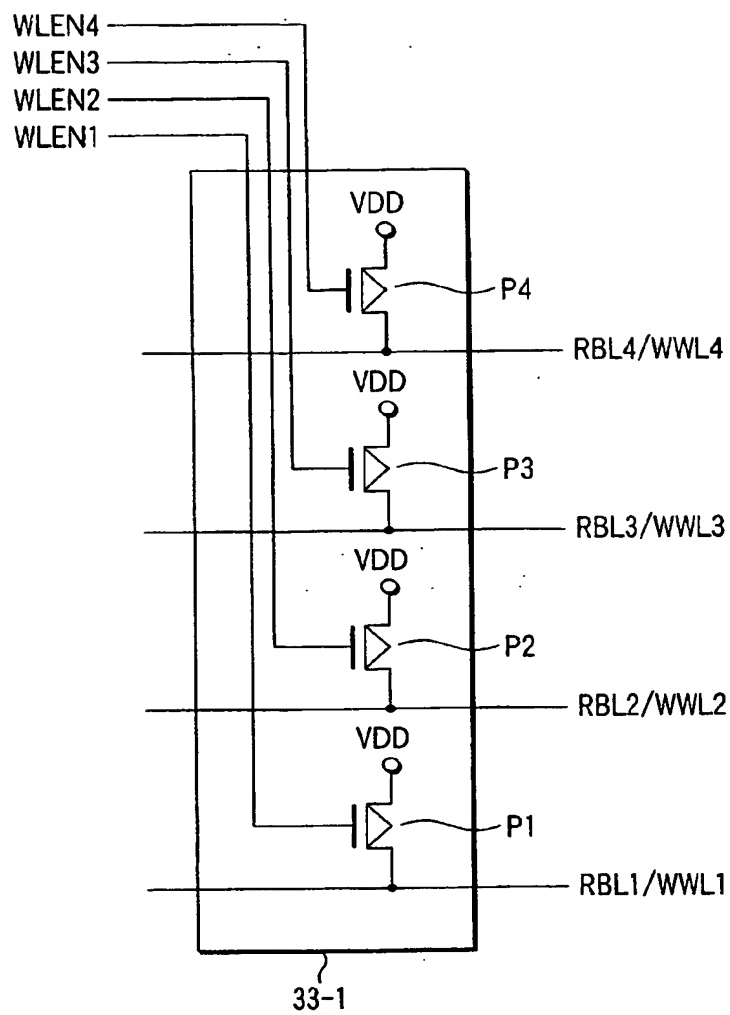 WLEN4
WLEN3
WLEN2
WLEN1
VDD
P4
RBL4/WWL4
VDD
P3
RBL3/WWL3
VDD
P2
RBL2/WWL2
VDD
P1
RBL1/WWL1
33-1